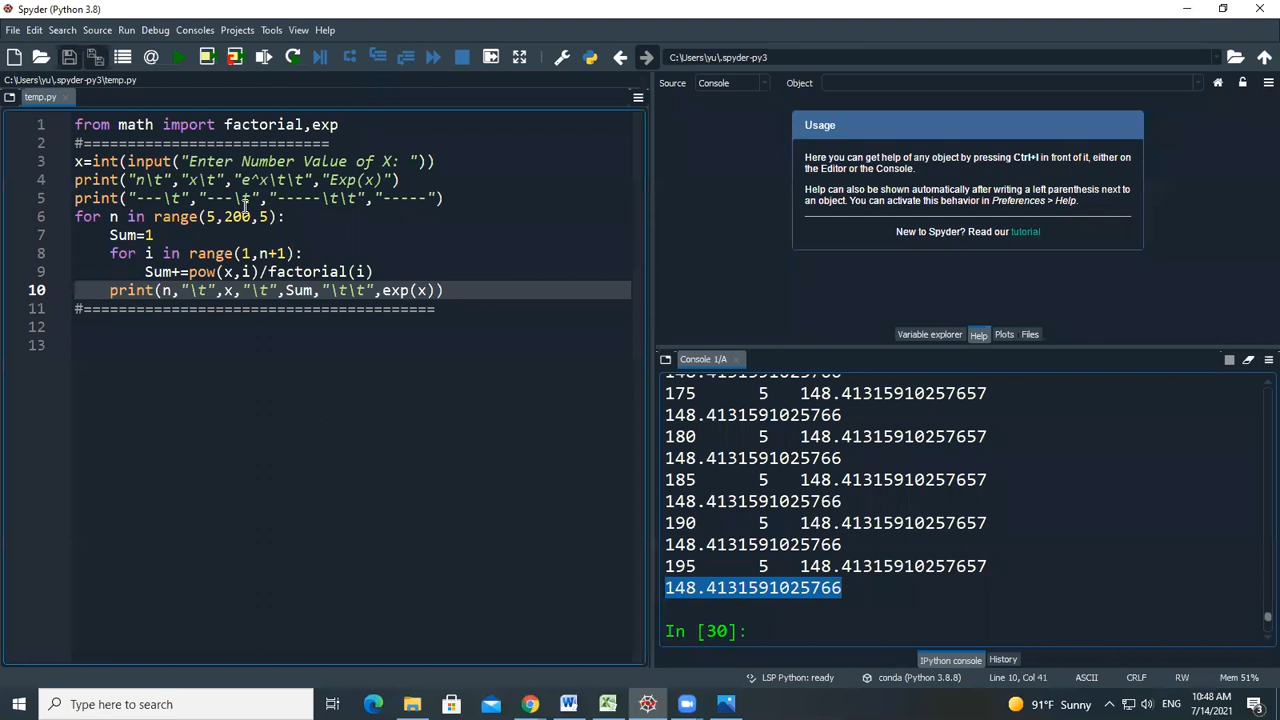 Spyder (Python 3.8)
File Edit Search Source Run Debug Consoles Projects Tools View Help
C:\Users\yu\.spyder-py3
C:\Users\yu\.spyder-py3\temp.py
temp.py
1 from math import factorial,exp
2 #============================
3 x=int(input("Enter Number Value of X: "))
4 print("n\t","x\t","e^x\t\t","Exp(x)")
5 print("---\t","---\t","-----\t\t","-----")
6 for n in range(5,200,5):
7 Sum=1
8 for i in range(1,n+1):
9 Sum+=pow(x,i)/factorial(i)
10 print(n,"\t",x,"\t",Sum,"\t\t",exp(x))
11 #========================================
12
13
Source Console Object
Usage
Here you can get help of any object by pressing Ctrl+I in front of it, either on
the Editor or the Console.
Help can also be shown automatically after writing a left parenthesis next to
an object. You can activate this behavior in Preferences > Help.
New to Spyder? Read our tutorial
Variable explorer Help Plots Files
Console 1/A
148.4131591025766
175 5 148.41315910257657
148.4131591025766
180 5 148.41315910257657
148.4131591025766
185 5 148.41315910257657
148.4131591025766
190 5 148.41315910257657
148.4131591025766
195 5 148.41315910257657
148.4131591025766
In [30]:
IPython console History
LSP Python: ready conda (Python 3.8.8) Line 10, Col 41 ASCII CRLF RW Mem 51%
Type here to search
91°F Sunny
ENG
10:48 AM
7/14/2021
3